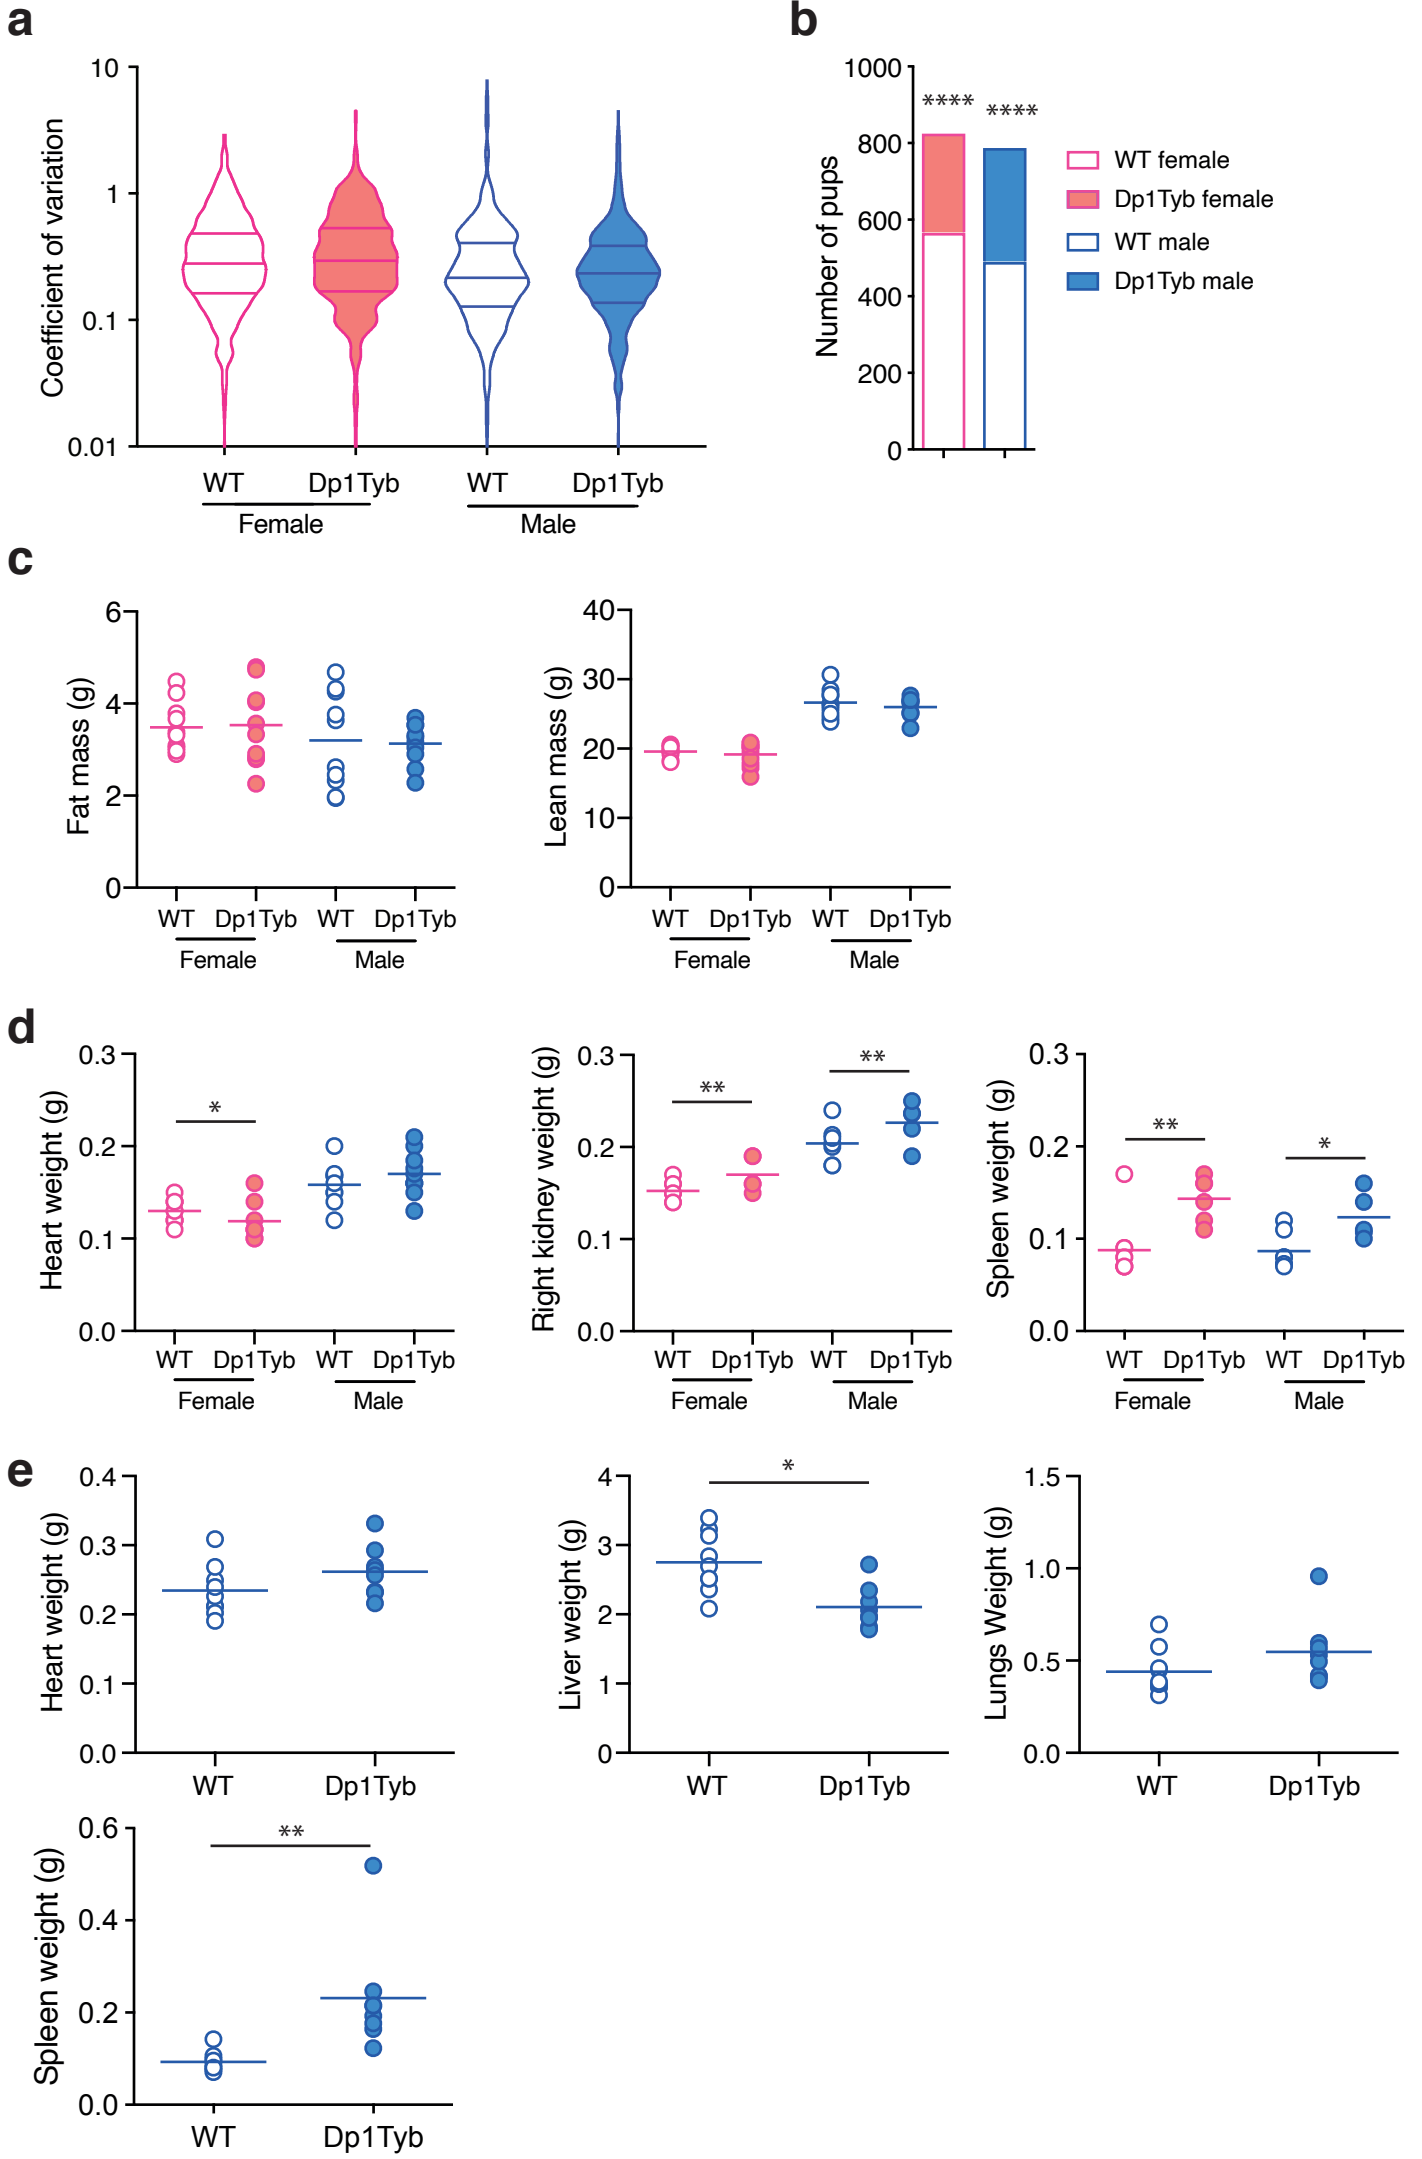 a
Coefficient of variation
10
1
0.1
0.01
WT Dp1Tyb WT Dp1Tyb
Female Male
b
Number of pups
1000
800
600
400
200
0
**** ****
WT female
Dp1Tyb female
WT male
Dp1Tyb male
c
Fat mass (g)
6
4
2
0
WT Dp1Tyb WT Dp1Tyb
Female Male
Lean mass (g)
40
30
20
10
0
WT Dp1Tyb WT Dp1Tyb
Female Male
d
Heart weight (g)
0.3
0.2
0.1
0.0
*
WT Dp1Tyb WT Dp1Tyb
Female Male
Right kidney weight (g)
0.3
0.2
0.1
0.0
** **
WT Dp1Tyb WT Dp1Tyb
Female Male
Spleen weight (g)
0.3
0.2
0.1
0.0
** *
WT Dp1Tyb WT Dp1Tyb
Female Male
e
Heart weight (g)
0.4
0.3
0.2
0.1
0.0
WT Dp1Tyb
Liver weight (g)
4
3
2
1
0
*
WT Dp1Tyb
Lungs Weight (g)
1.5
1.0
0.5
0.0
WT Dp1Tyb
Spleen weight (g)
0.6
0.4
0.2
0.0
**
WT Dp1Tyb